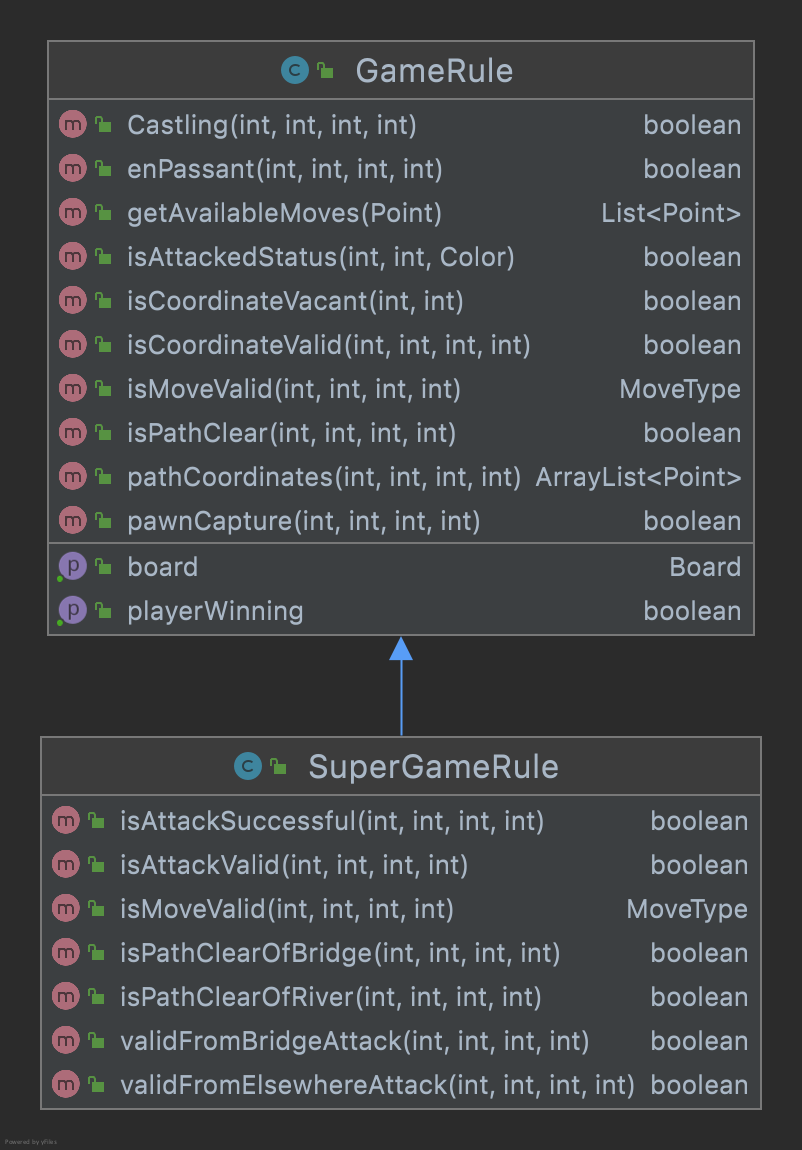 C GameRule
m Castling(int, int, int, int) boolean
m enPassant(int, int, int, int) boolean
m getAvailableMoves(Point) List<Point>
m isAttackedStatus(int, int, Color) boolean
m isCoordinateVacant(int, int) boolean
m isCoordinateValid(int, int, int, int) boolean
m isMoveValid(int, int, int, int) MoveType
m isPathClear(int, int, int, int) boolean
m pathCoordinates(int, int, int, int) ArrayList<Point>
m pawnCapture(int, int, int, int) boolean
p board Board
p playerWinning boolean
C SuperGameRule
m isAttackSuccessful(int, int, int, int) boolean
m isAttackValid(int, int, int, int) boolean
m isMoveValid(int, int, int, int) MoveType
m isPathClearOfBridge(int, int, int, int) boolean
m isPathClearOfRiver(int, int, int, int) boolean
m validFromBridgeAttack(int, int, int, int) boolean
m validFromElsewhereAttack(int, int, int, int) boolean
Powered by yFiles